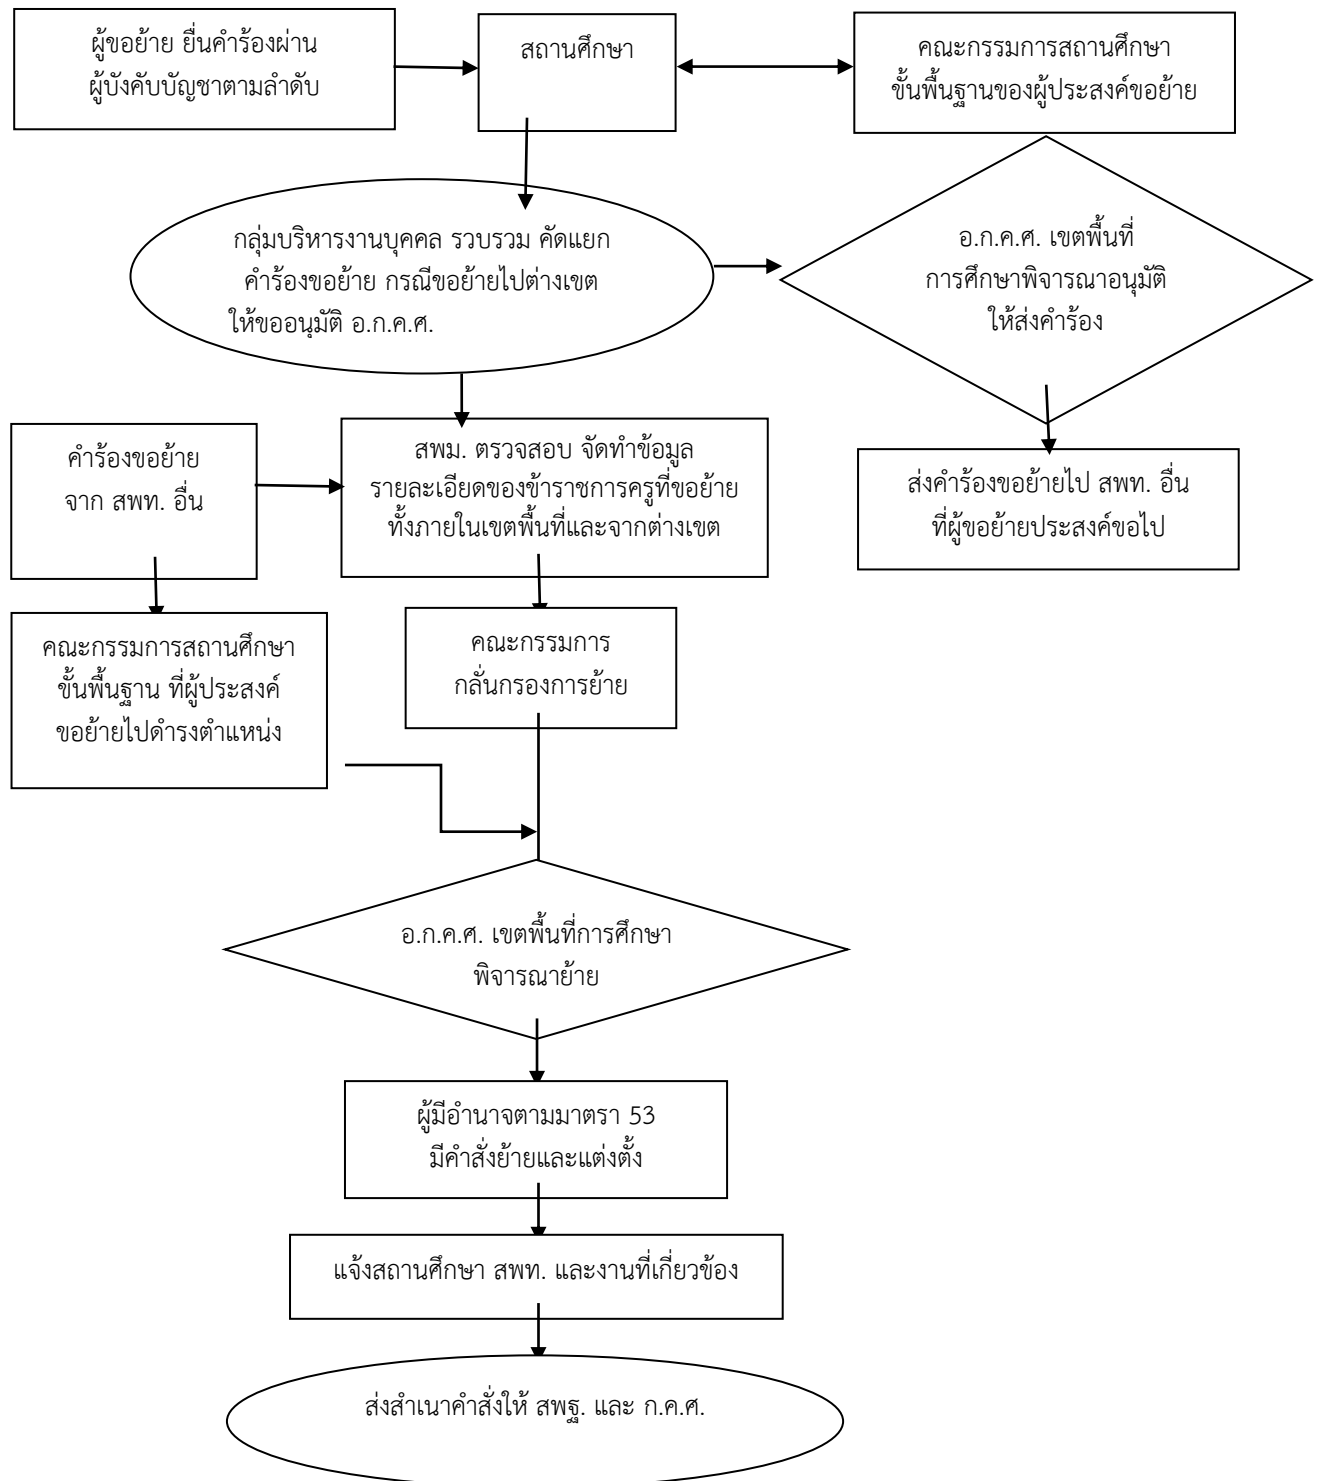 ผู้ขอย้าย ยื่นคำร้องผ่าน
ผู้บังคับบัญชาตามลำดับ
สถานศึกษา
คณะกรรมการสถานศึกษา
ขั้นพื้นฐานของผู้ประสงค์ขอย้าย
กลุ่มบริหารงานบุคคล รวบรวม คัดแยก
คำร้องขอย้าย กรณีขอย้ายไปต่างเขต
ให้ขออนุมัติ อ.ก.ค.ศ.
อ.ก.ค.ศ. เขตพื้นที่
การศึกษาพิจารณาอนุมัติ
ให้ส่งคำร้อง
คำร้องขอย้าย
จาก สพท. อื่น
สพม. ตรวจสอบ จัดทำข้อมูล
รายละเอียดของข้าราชการครูที่ขอย้าย
ทั้งภายในเขตพื้นที่และจากต่างเขต
ส่งคำร้องขอย้ายไป สพท. อื่น
ที่ผู้ขอย้ายประสงค์ขอไป
คณะกรรมการสถานศึกษา
ขั้นพื้นฐาน ที่ผู้ประสงค์
ขอย้ายไปดำรงตำแหน่ง
คณะกรรมการ
กลั่นกรองการย้าย
อ.ก.ค.ศ. เขตพื้นที่การศึกษา
พิจารณาย้าย
ผู้มีอำนาจตามมาตรา 53
มีคำสั่งย้ายและแต่งตั้ง
แจ้งสถานศึกษา สพท. และงานที่เกี่ยวข้อง
ส่งสำเนาคำสั่งให้ สพฐ. และ ก.ค.ศ.